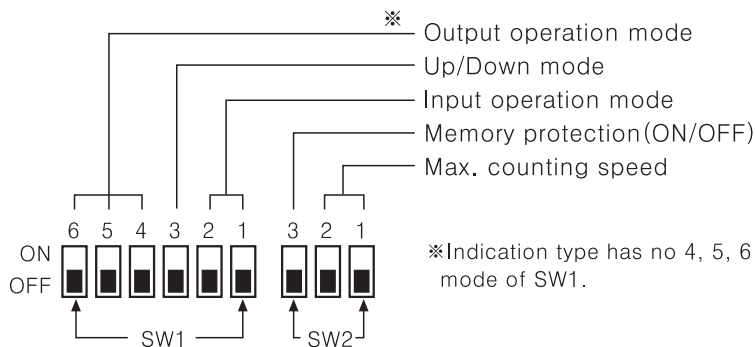 ※
Output operation mode
Up/Down mode
Input operation mode
Memory protection(ON/OFF)
Max. counting speed
6 5 4 3 2 1 3 2 1
ON
OFF
SW1 SW2
※Indication type has no 4, 5, 6
mode of SW1.